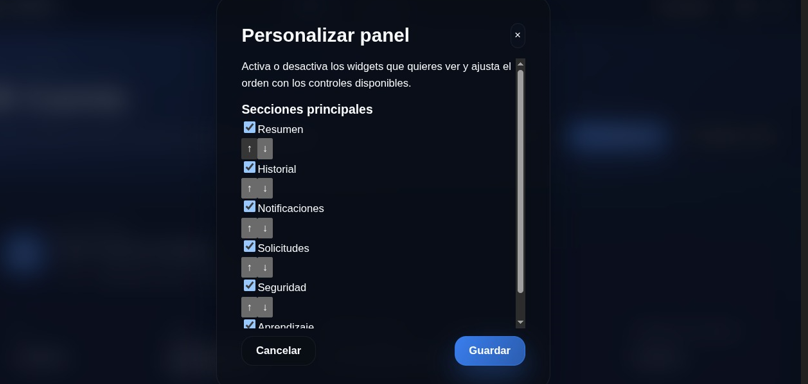 Personalizar panel
×
Activa o desactiva los widgets que quieres ver y ajusta el
orden con los controles disponibles.
Secciones principales
Resumen
↑ ↓
Historial
↑ ↓
Notificaciones
↑ ↓
Solicitudes
↑ ↓
Seguridad
↑ ↓
Aprendizaje
Cancelar
Guardar